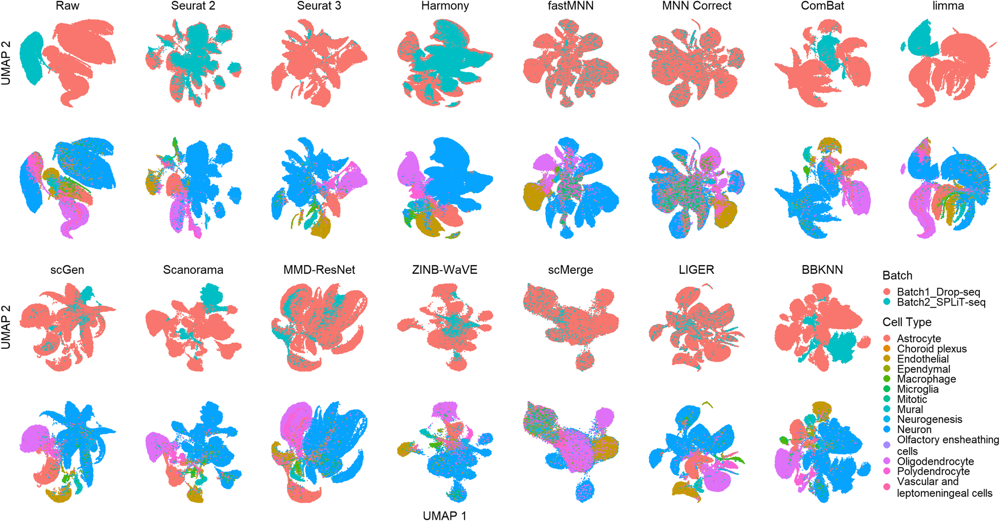 Raw
Seurat 2
Seurat 3
Harmony
fastMNN
MNN Correct
ComBat
limma
UMAP 2
scGen
Scanorama
MMD-ResNet
ZINB-WaVE
scMerge
LIGER
BBKNN
UMAP 2
UMAP 1
Batch
Batch1_Drop-seq
Batch2_SPLiT-seq
Cell Type
Astrocyte
Choroid plexus
Endothelial
Ependymal
Macrophage
Microglia
Mitotic
Mural
Neurogenesis
Neuron
Olfactory ensheathing
cells
Oligodendrocyte
Polydendrocyte
Vascular and
leptomeningeal cells